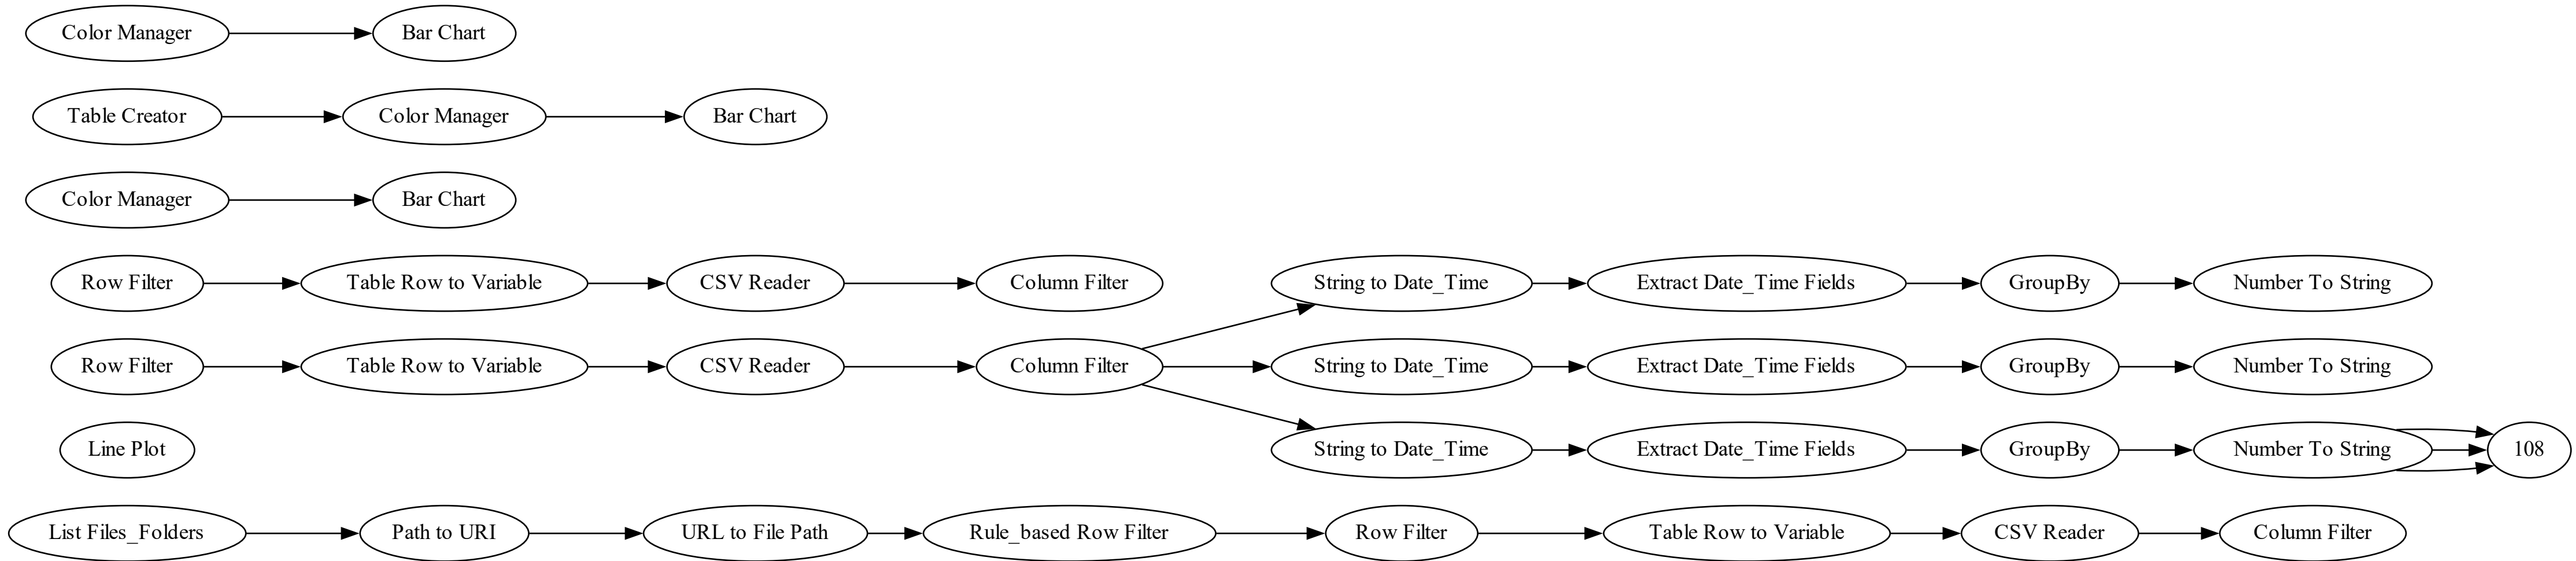 Color Manager
Bar Chart
Table Creator
Color Manager
Bar Chart
Color Manager
Bar Chart
Row Filter
Table Row to Variable
CSV Reader
Column Filter
String to Date_Time
Extract Date_Time Fields
GroupBy
Number To String
Row Filter
Table Row to Variable
CSV Reader
Column Filter
String to Date_Time
Extract Date_Time Fields
GroupBy
Number To String
Line Plot
String to Date_Time
Extract Date_Time Fields
GroupBy
Number To String
108
List Files_Folders
Path to URI
URL to File Path
Rule_based Row Filter
Row Filter
Table Row to Variable
CSV Reader
Column Filter